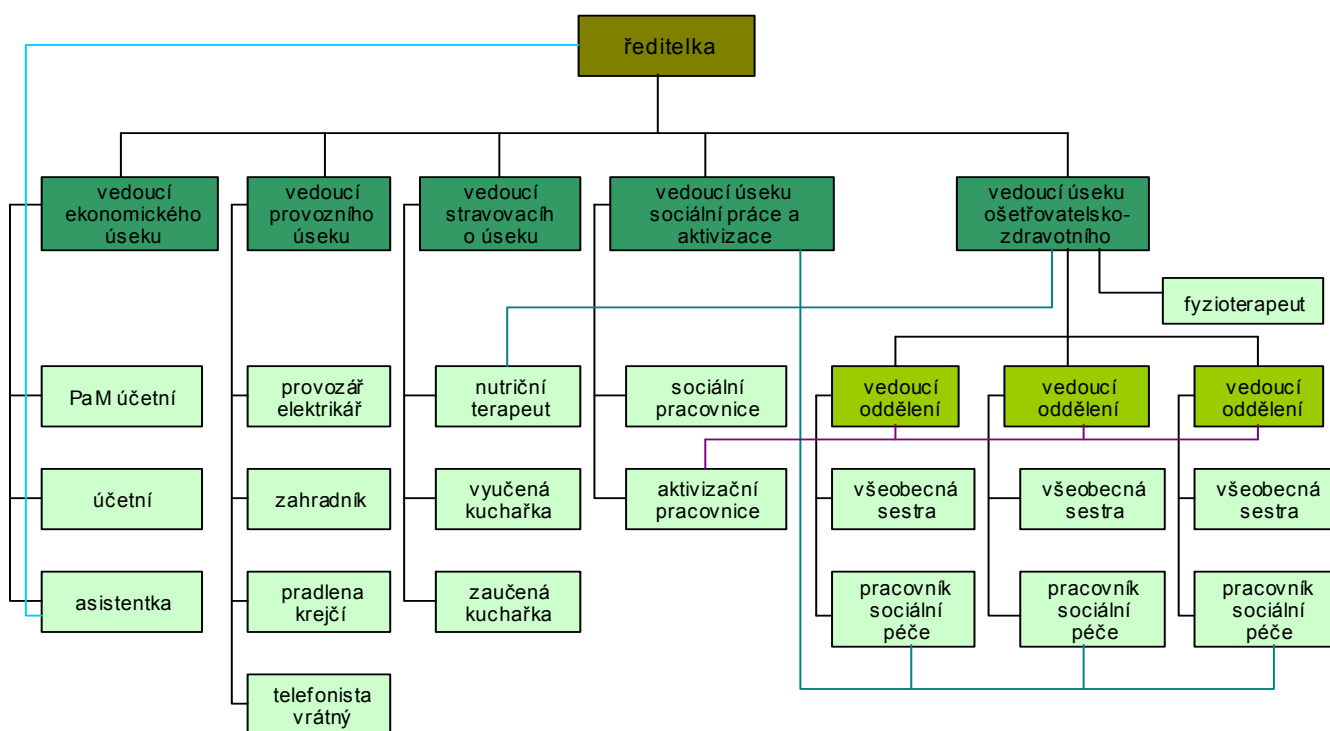 ředitelka
vedoucí
ekonomického
úseku
vedoucí
provozního
úseku
vedoucí
stravovacíh
o úseku
vedoucí úseku
sociální práce a
aktivizace
vedoucí úseku
ošetřovatelsko-
zdravotního
fyzioterapeut
PaM účetní
provozář
elektrikář
nutriční
terapeut
sociální
pracovnice
vedoucí
oddělení
vedoucí
oddělení
vedoucí
oddělení
účetní
zahradník
vyučená
kuchařka
aktivizační
pracovnice
všeobecná
sestra
všeobecná
sestra
všeobecná
sestra
asistentka
pradlena
krejčí
zaučená
kuchařka
pracovník
sociální
péče
pracovník
sociální
péče
pracovník
sociální
péče
telefonista
vrátný